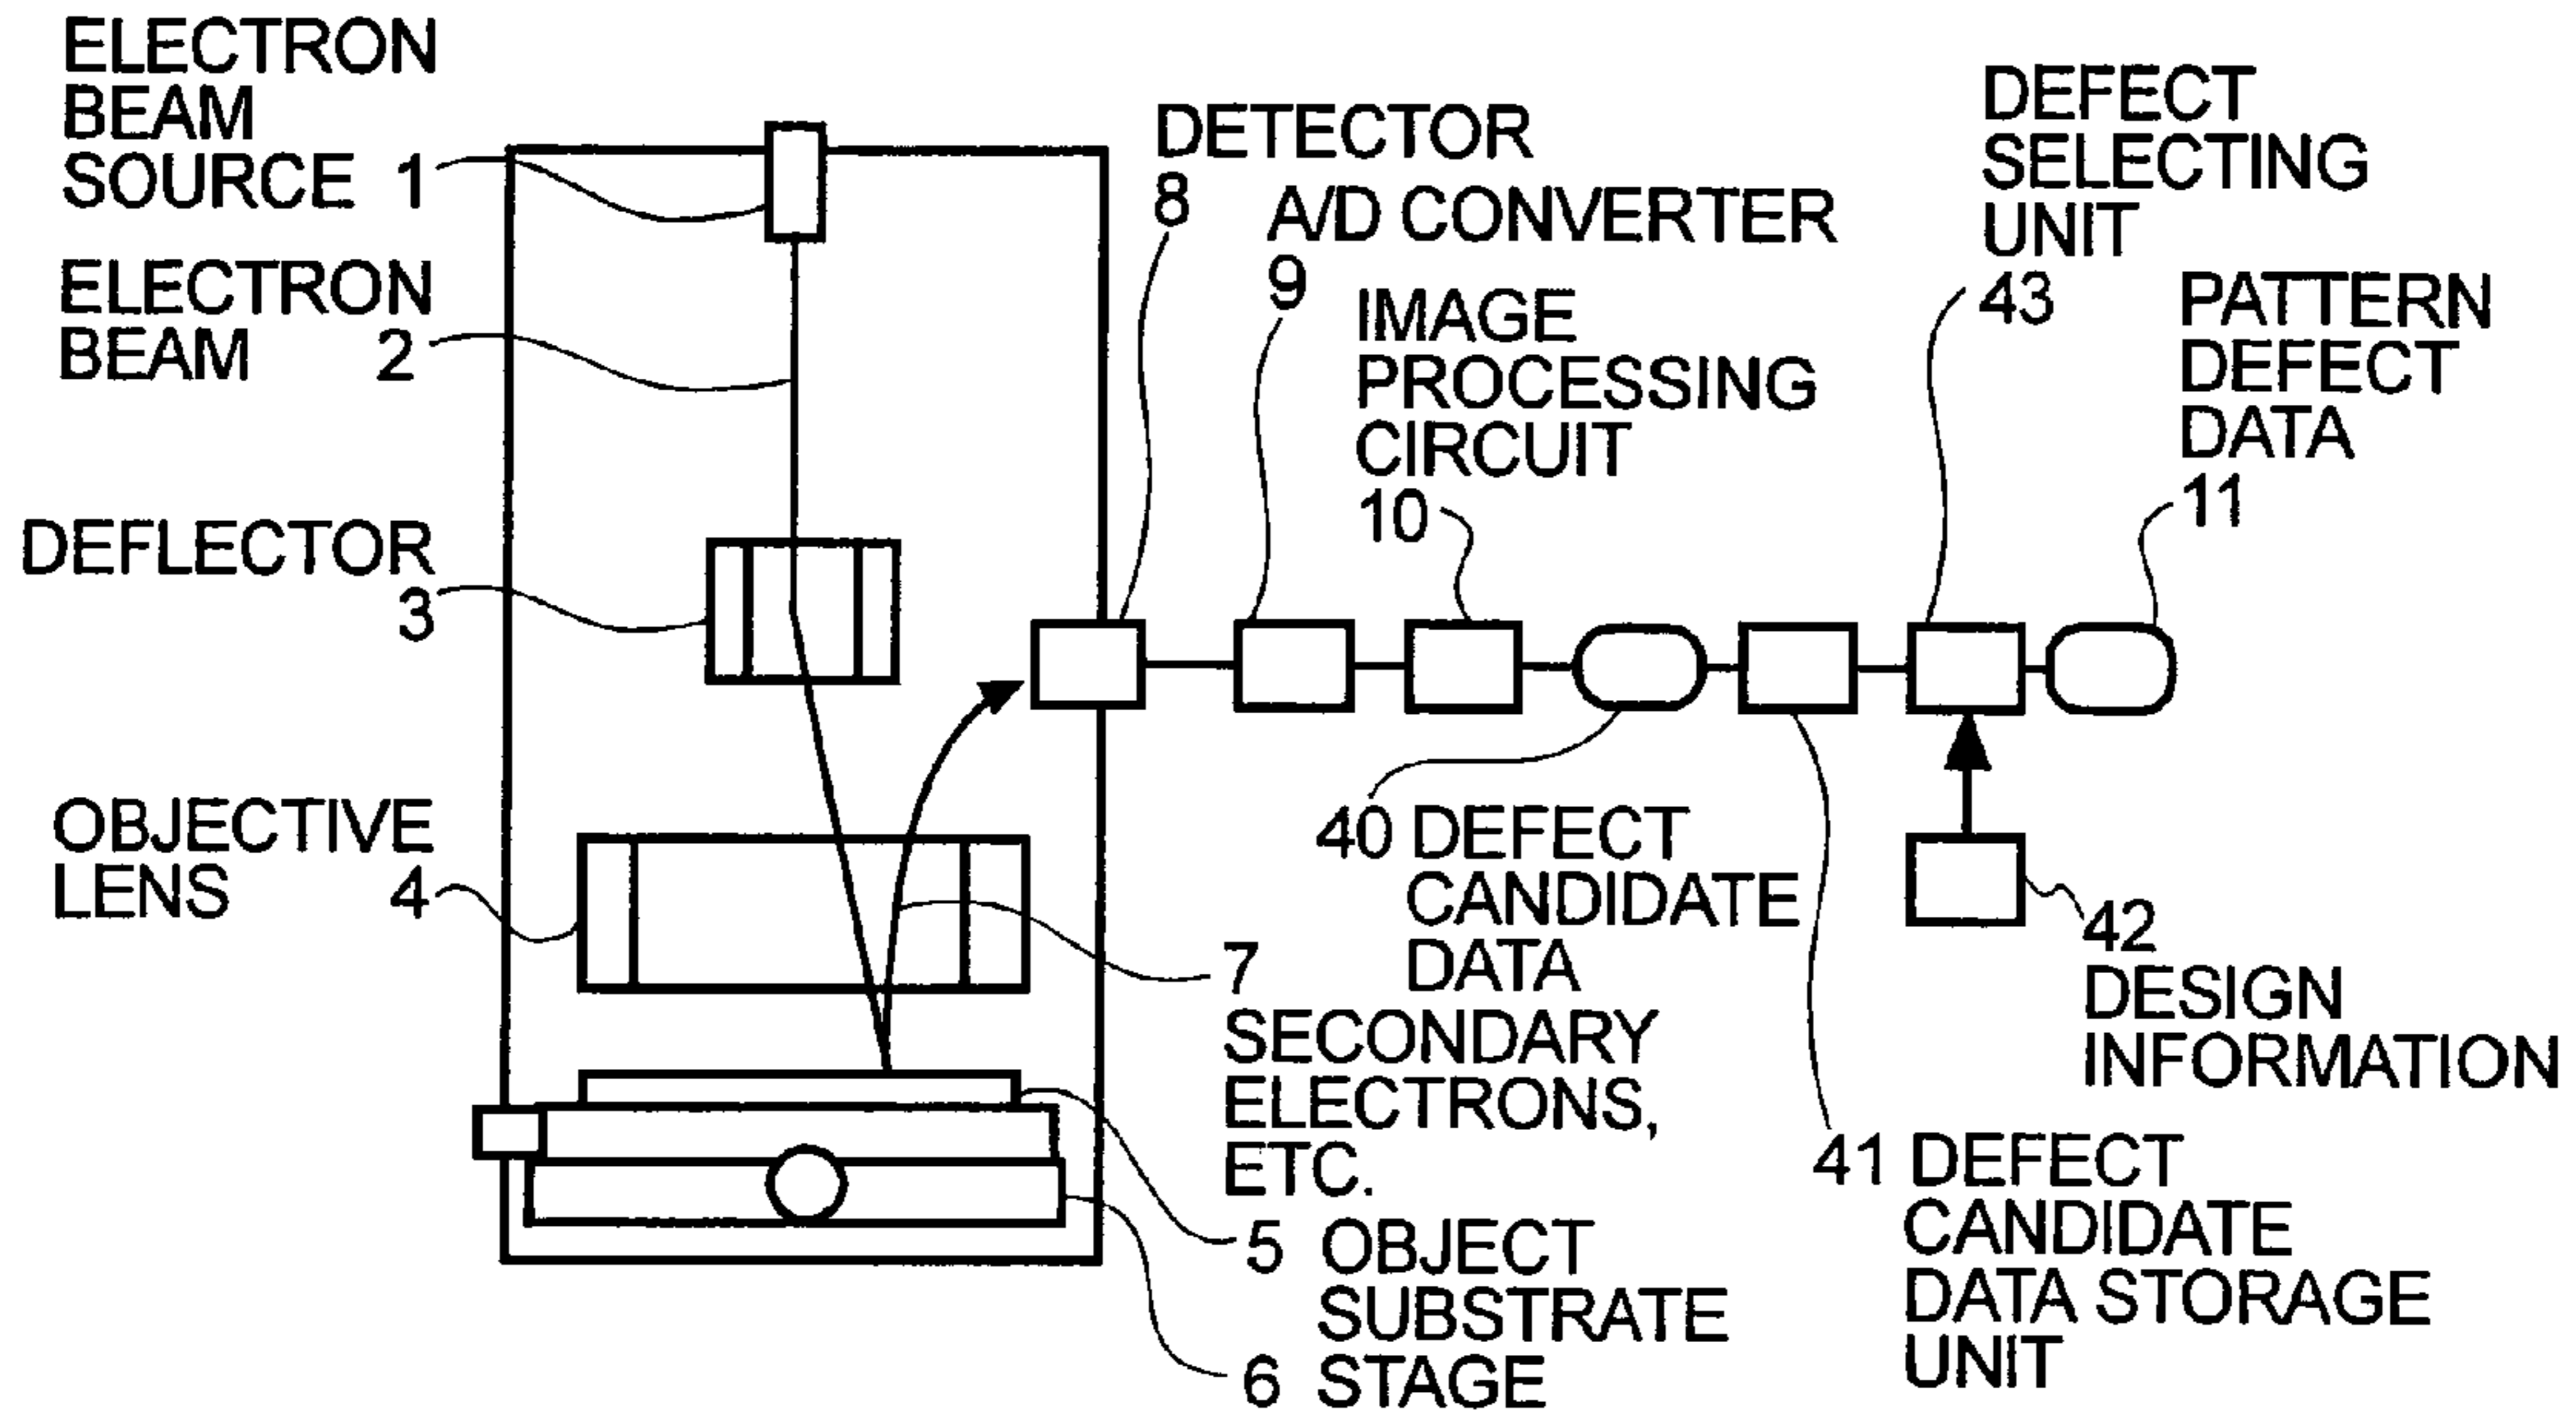 ELECTRON
BEAM
SOURCE 1
ELECTRON
BEAM 2
DEFLECTOR
3
OBJECTIVE
LENS 4
DETECTOR
8
A/D CONVERTER
9
IMAGE
PROCESSING
CIRCUIT
10
DEFECT
SELECTING
UNIT
43
PATTERN
DEFECT
DATA
11
40 DEFECT
CANDIDATE
DATA
7
SECONDARY
ELECTRONS,
ETC.
42
DESIGN
INFORMATION
41 DEFECT
CANDIDATE
DATA STORAGE
UNIT
5 OBJECT
SUBSTRATE
6 STAGE